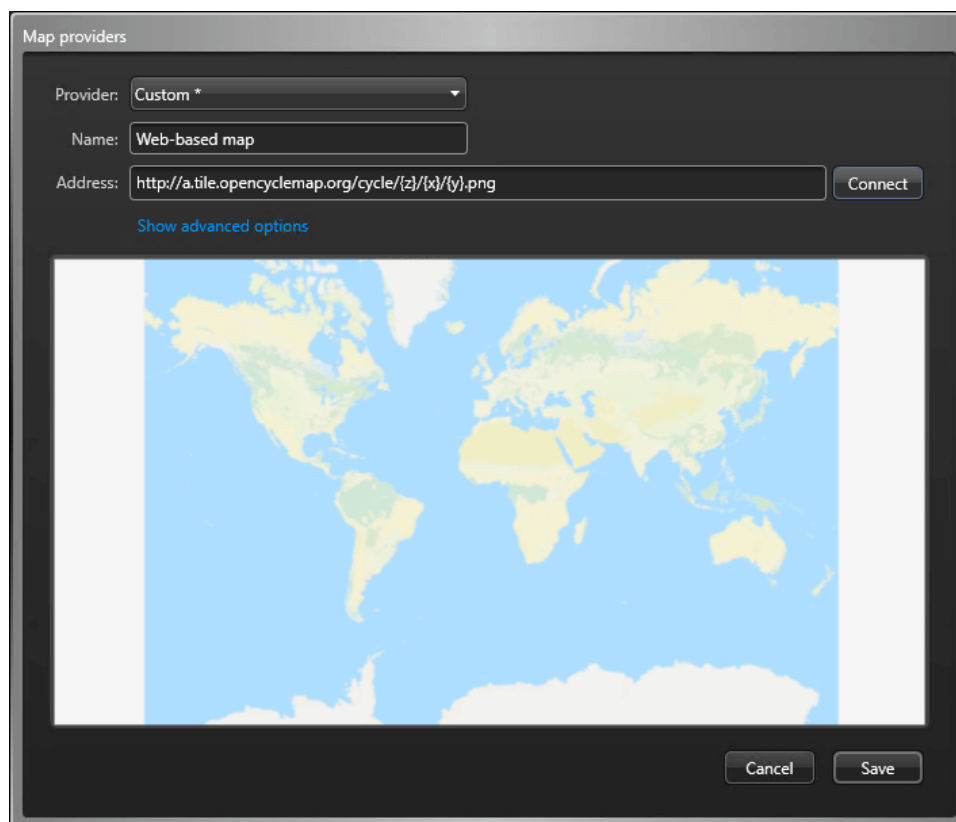 Map providers
Provider: Custom *
Name: Web-based map
Address: http://a.tile.opencyclemap.org/cycle/{z}/{x}/{y}.png Connect
Show advanced options
Cancel Save